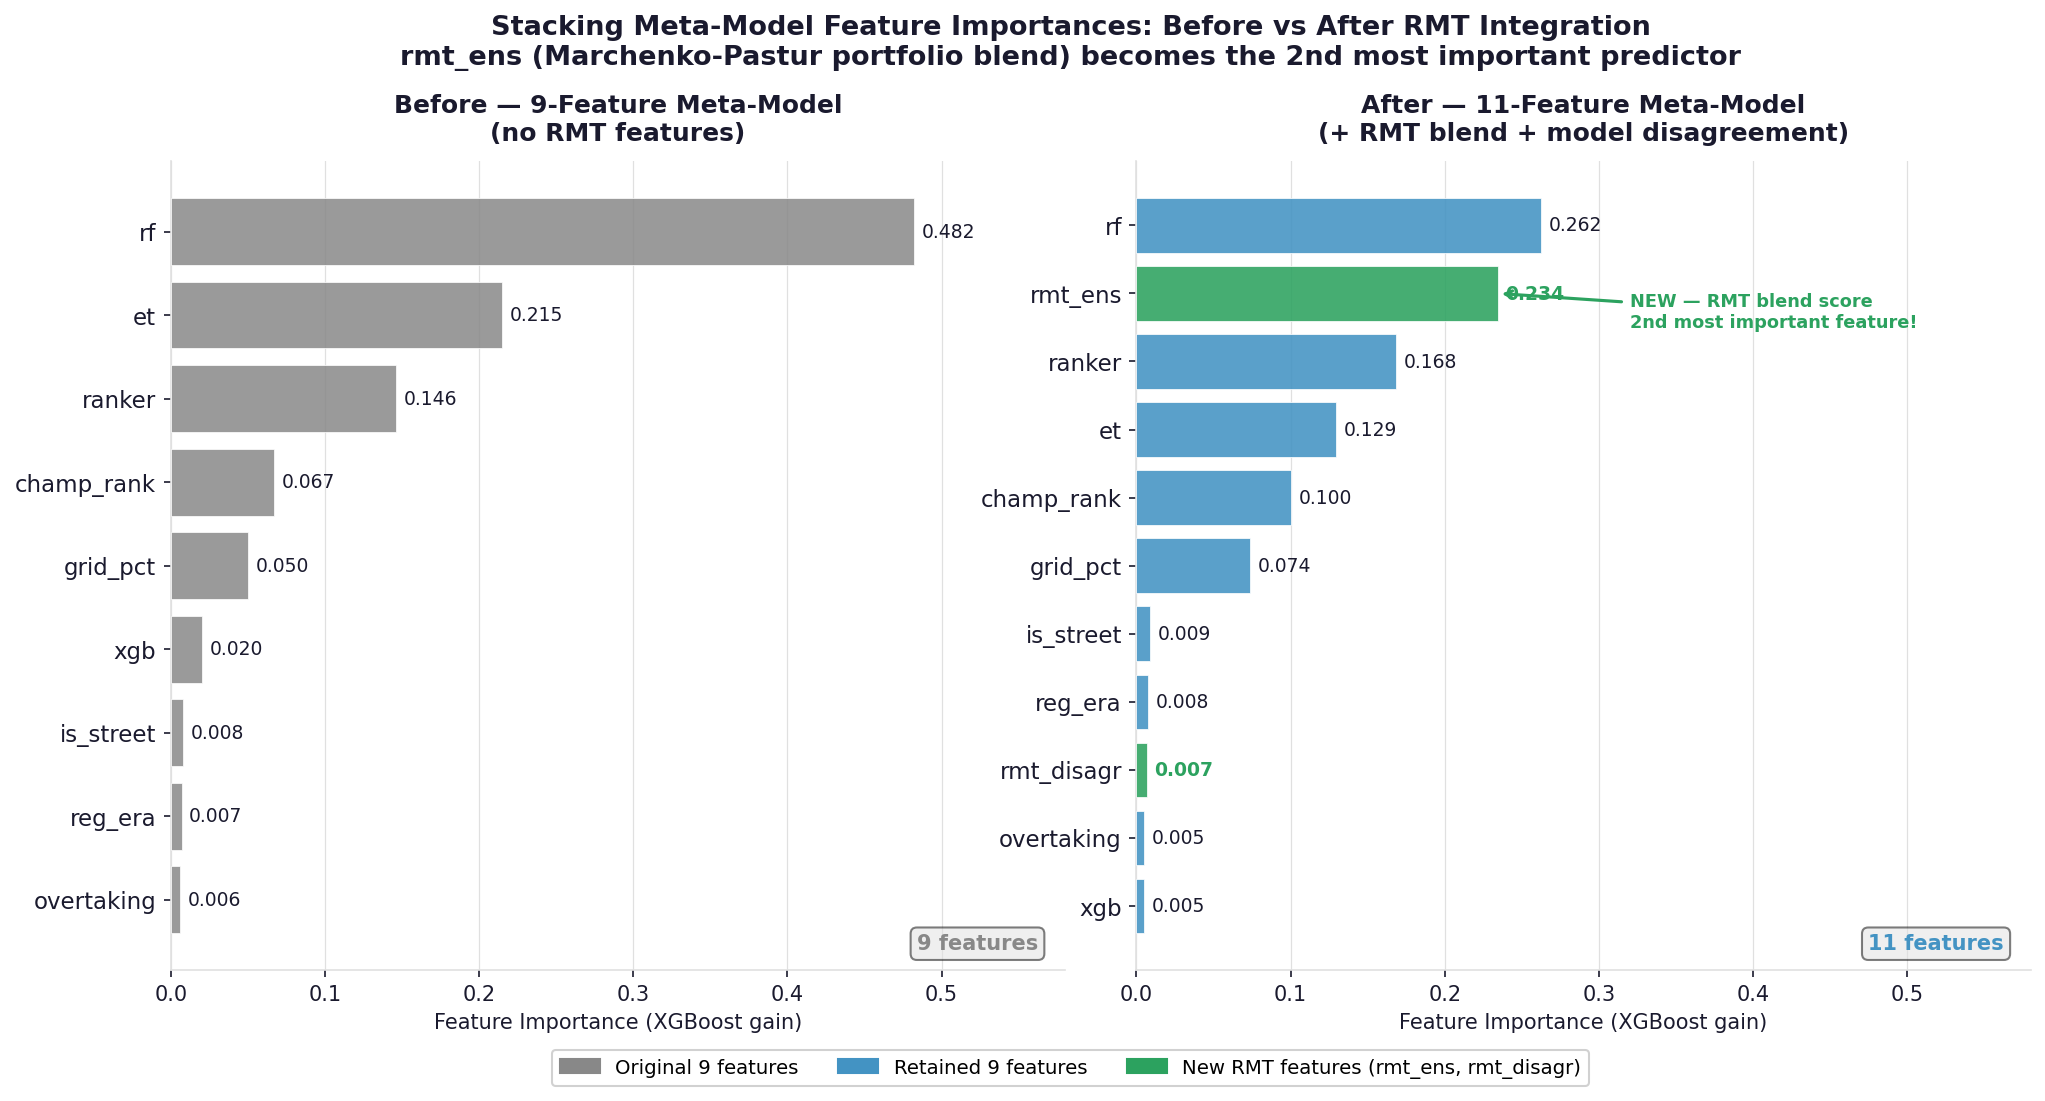 Stacking Meta-Model Feature Importances: Before vs After RMT Integration
rmt_ens (Marchenko-Pastur portfolio blend) becomes the 2nd most important predictor
Before — 9-Feature Meta-Model
(no RMT features)
rf
0.482
et
0.215
ranker
0.146
champ_rank
0.067
grid_pct
0.050
xgb
0.020
is_street
0.008
reg_era
0.007
overtaking
0.006
9 features
0.0 0.1 0.2 0.3 0.4 0.5
Feature Importance (XGBoost gain)
After — 11-Feature Meta-Model
(+ RMT blend + model disagreement)
rf
0.262
rmt_ens
0.234
NEW — RMT blend score
2nd most important feature!
ranker
0.168
et
0.129
champ_rank
0.100
grid_pct
0.074
is_street
0.009
reg_era
0.008
rmt_disagr
0.007
overtaking
0.005
xgb
0.005
11 features
0.0 0.1 0.2 0.3 0.4 0.5
Feature Importance (XGBoost gain)
Original 9 features
Retained 9 features
New RMT features (rmt_ens, rmt_disagr)